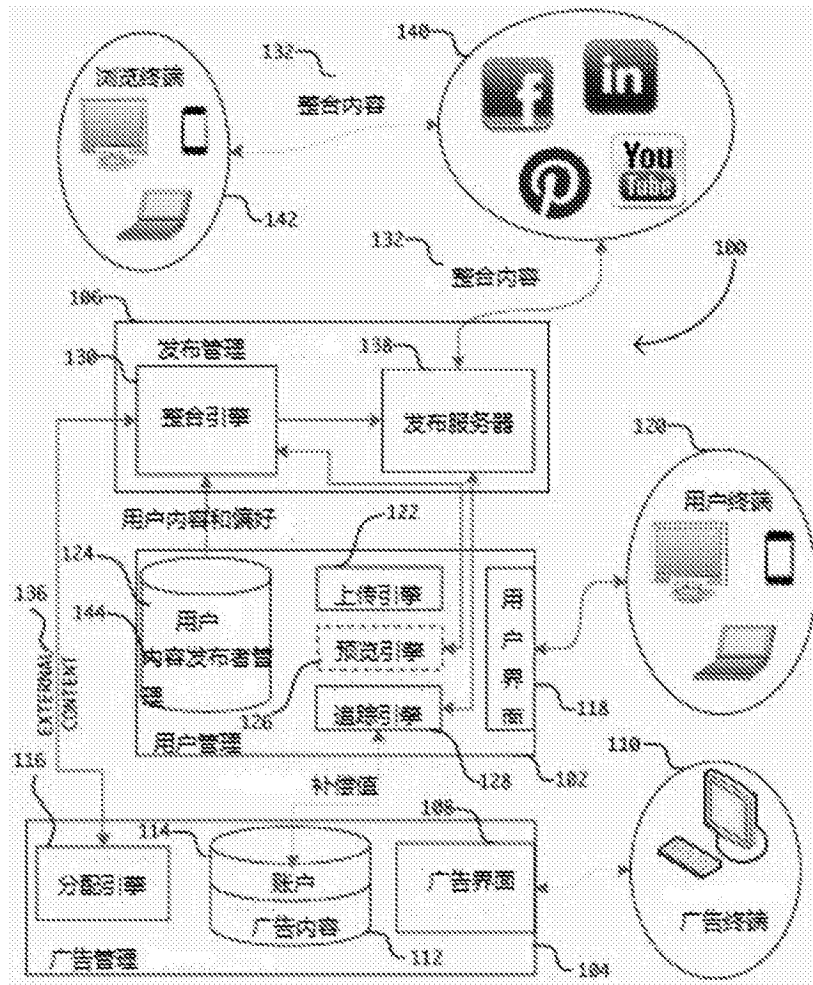 132
浏览终端
整合内容
142
140
f
in
P
You
Tube
132
整合内容
100
106
发布管理
130
138
整合引擎
发布服务器
用户内容和偏好
120
用户终端
124
122
136
144
用户
内容发布者管
理
上传引擎
预览引擎
追踪引擎
用户界面
EXTERNAL
CONTENT
126
用户管理
118
128
102
116
补偿值
110
114
108
分配引擎
账户
广告内容
广告界面
广告终端
广告管理
112
104